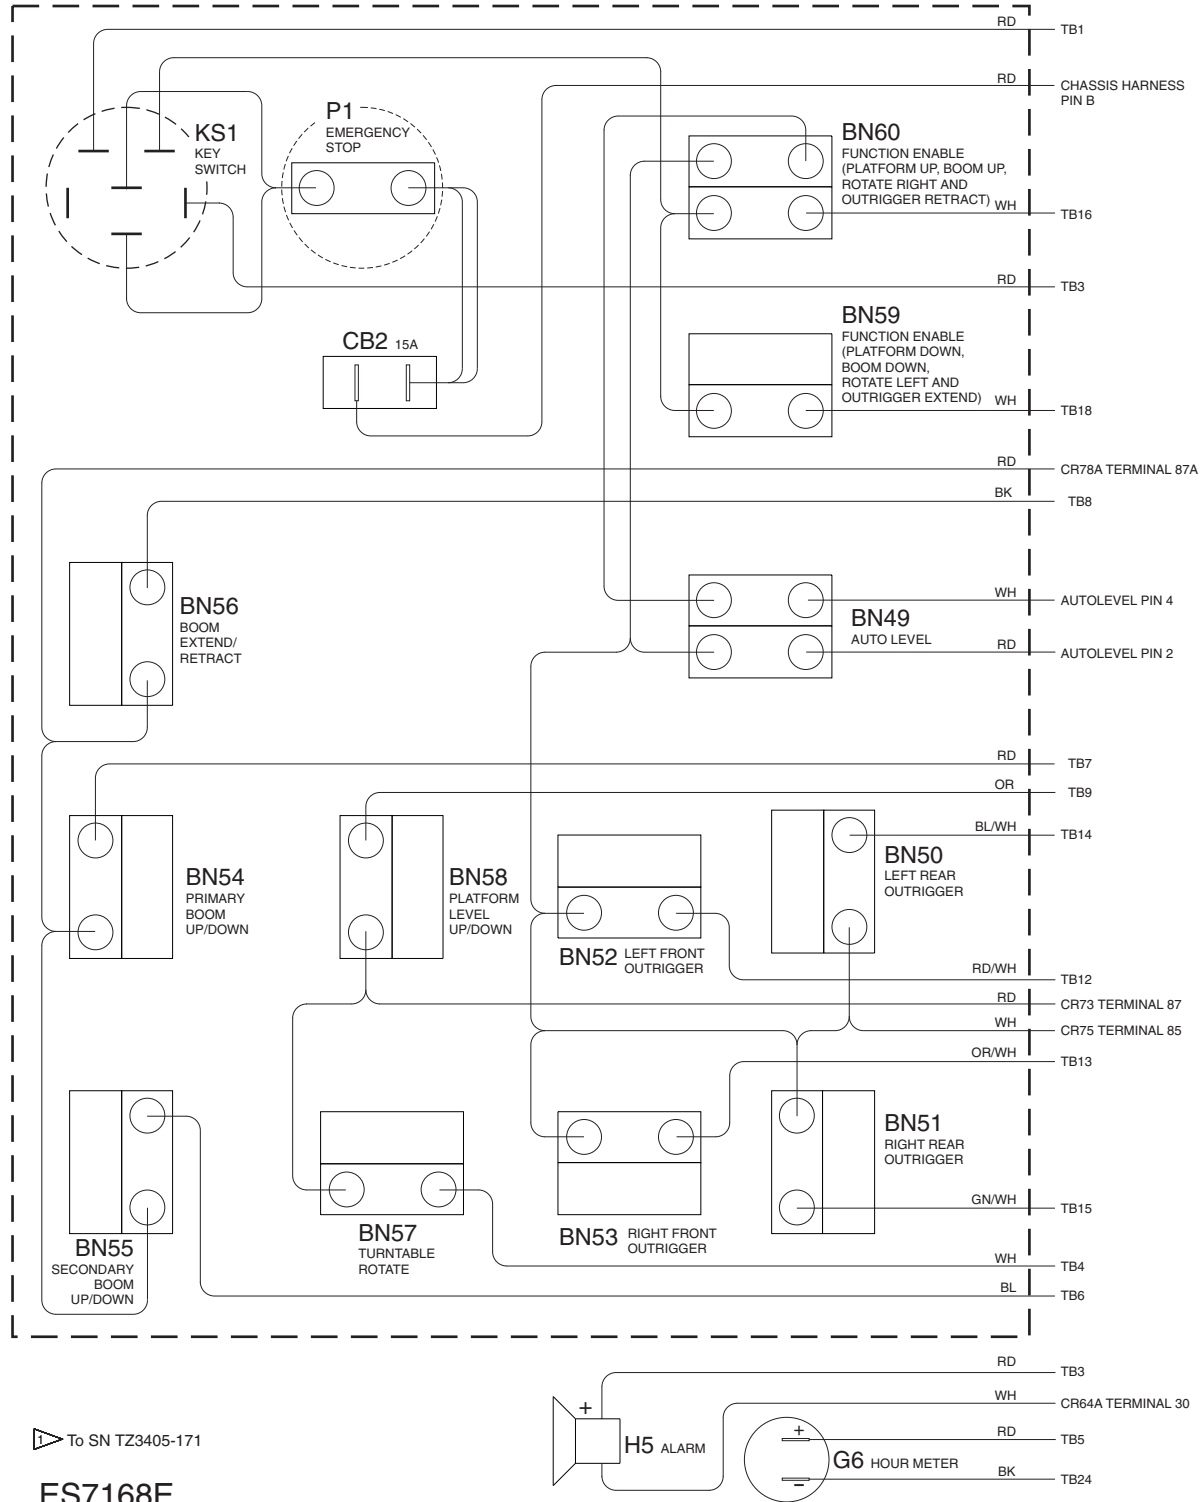 RD
TB1
RD
CHASSIS HARNESS
PIN B
KS1
KEY
SWITCH
P1
EMERGENCY
STOP
BN60
FUNCTION ENABLE
(PLATFORM UP, BOOM UP,
ROTATE RIGHT AND
OUTRIGGER RETRACT)
WH
TB16
RD
TB3
CB2 15A
BN59
FUNCTION ENABLE
(PLATFORM DOWN,
BOOM DOWN,
ROTATE LEFT AND
OUTRIGGER EXTEND)
WH
TB18
RD
CR78A TERMINAL 87A
BK
TB8
BN56
BOOM
EXTEND/
RETRACT
WH
AUTOLEVEL PIN 4
BN49
AUTO LEVEL
RD
AUTOLEVEL PIN 2
RD
TB7
OR
TB9
BL/WH
TB14
BN54
PRIMARY
BOOM
UP/DOWN
BN58
PLATFORM
LEVEL
UP/DOWN
BN50
LEFT REAR
OUTRIGGER
BN52 LEFT FRONT
OUTRIGGER
RD/WH
TB12
RD
CR73 TERMINAL 87
WH
CR75 TERMINAL 85
OR/WH
TB13
BN51
RIGHT REAR
OUTRIGGER
GN/WH
TB15
BN55
SECONDARY
BOOM
UP/DOWN
BN57
TURNTABLE
ROTATE
BN53 RIGHT FRONT
OUTRIGGER
WH
TB4
BL
TB6
RD
TB3
WH
CR64A TERMINAL 30
+
H5 ALARM
RD
TB5
+
G6 HOUR METER
–
BK
TB24
1 To SN TZ3405-171
ES7168E